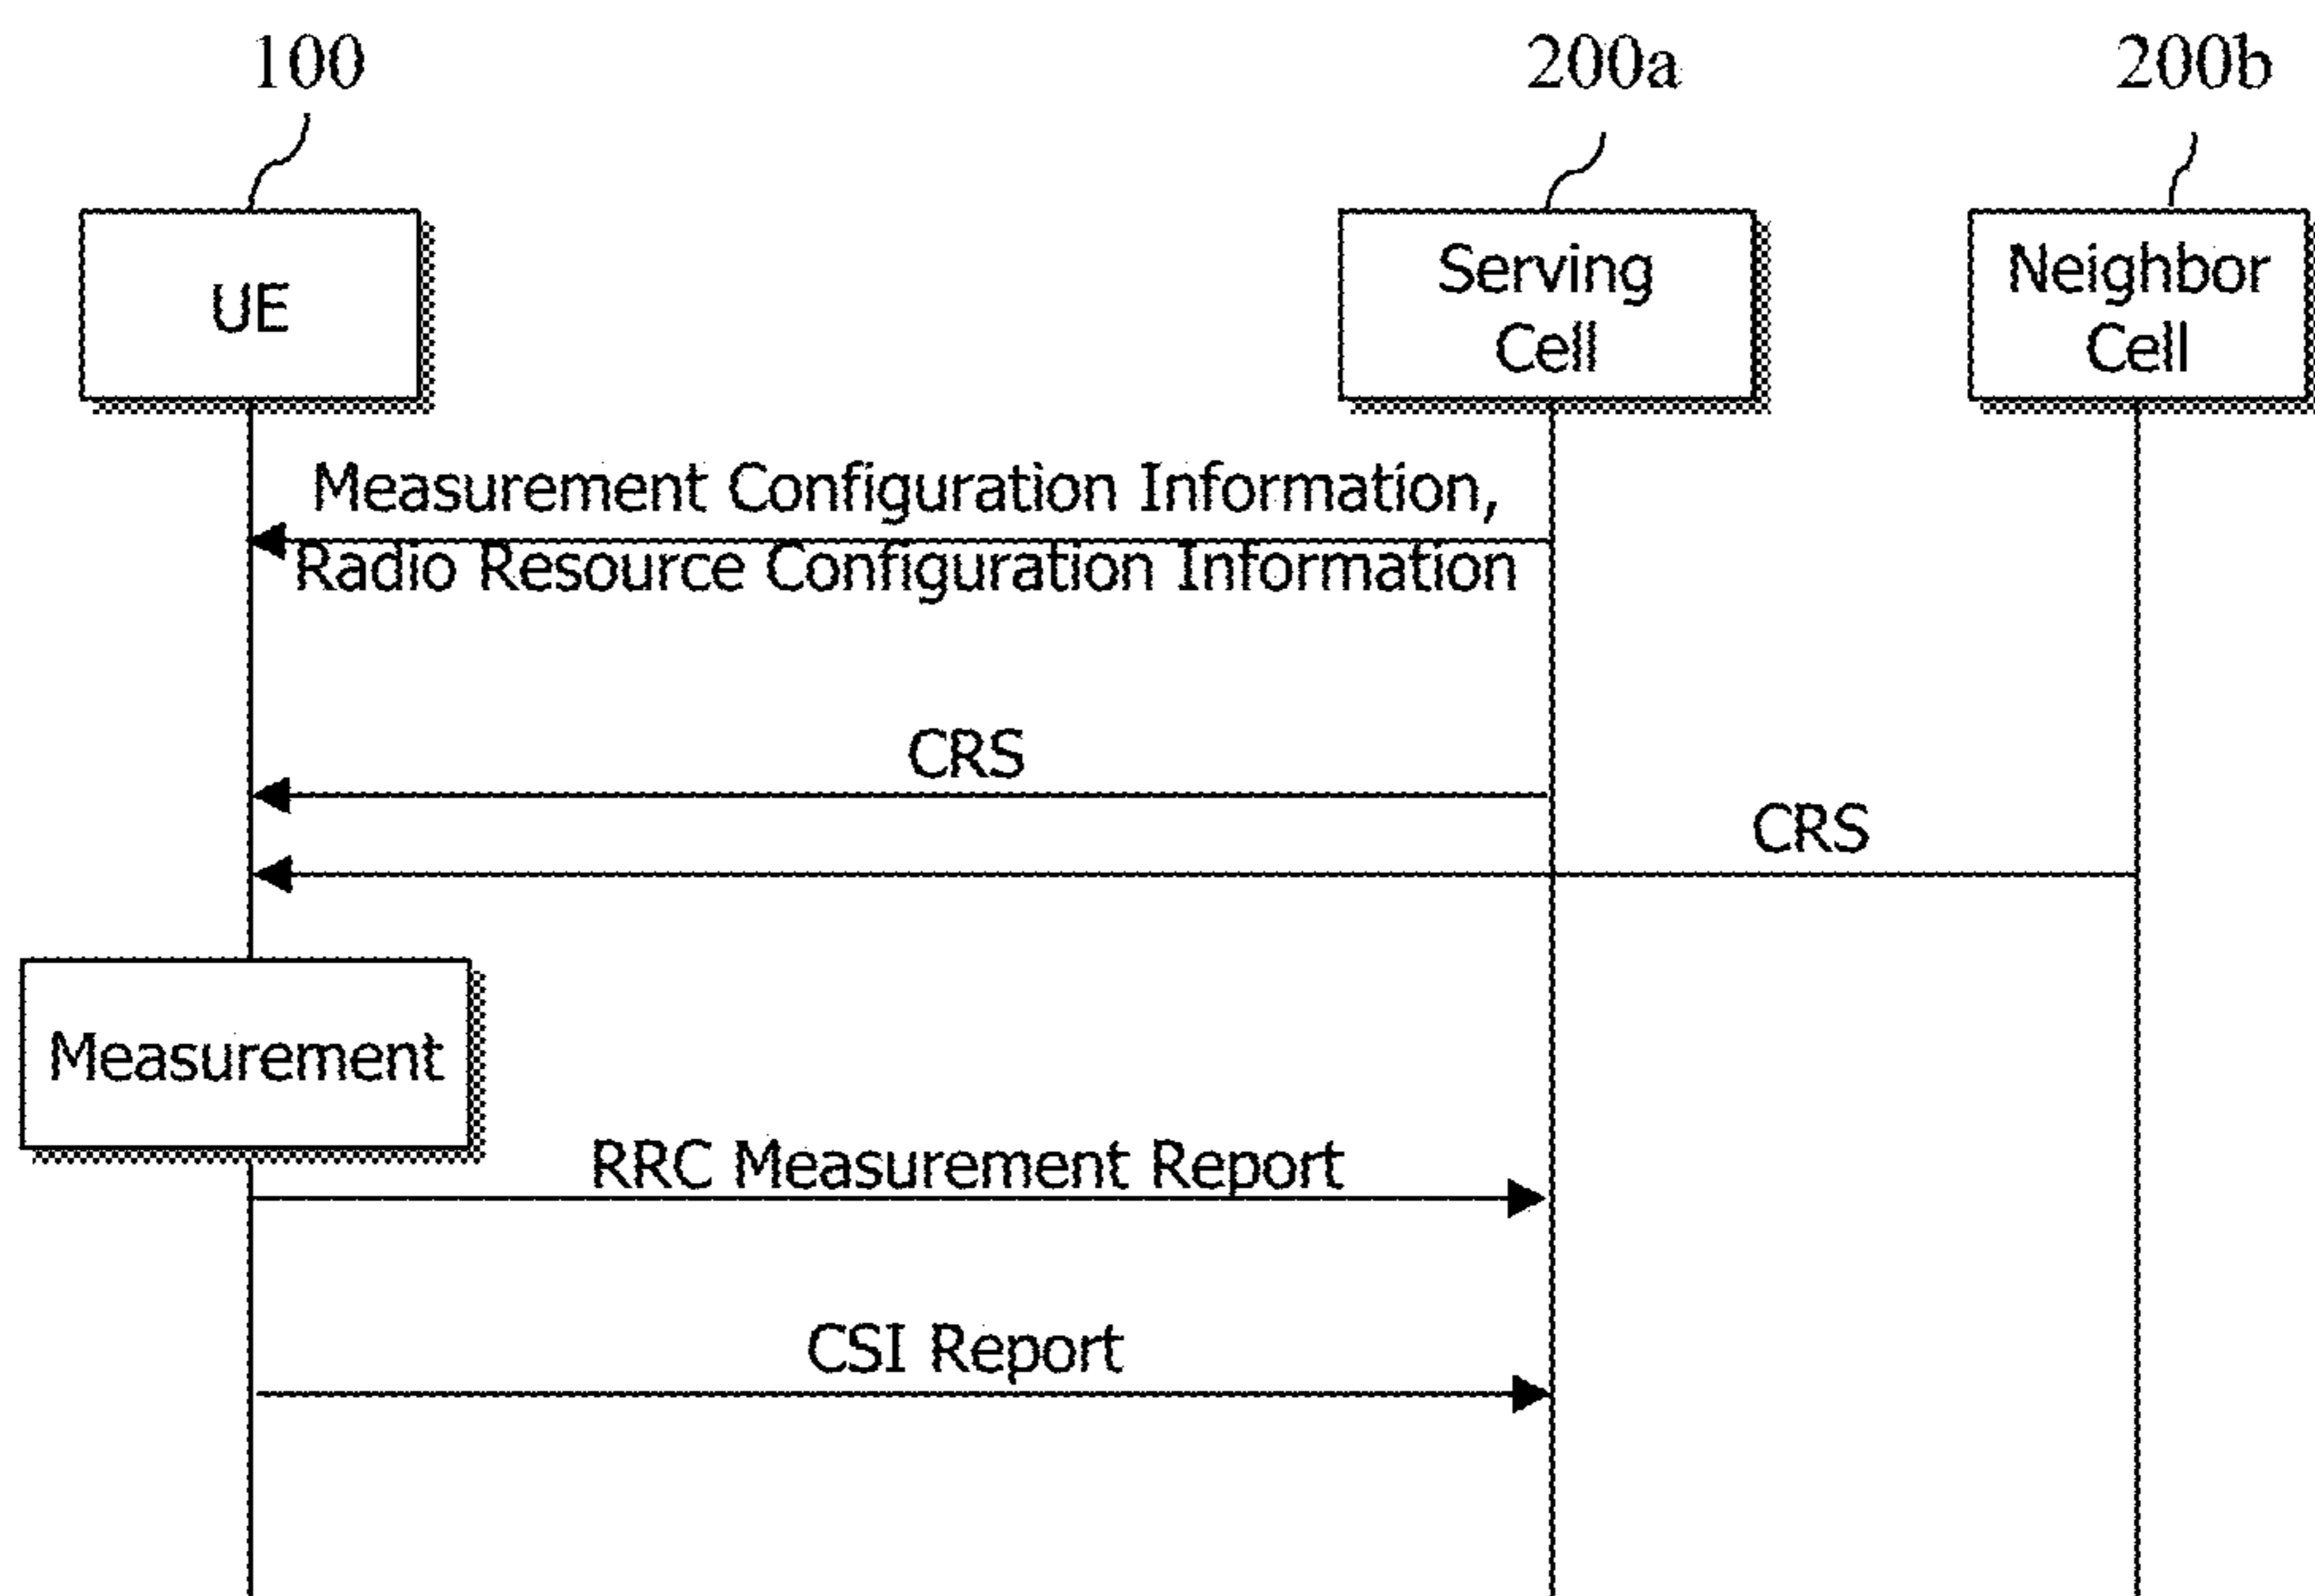 100
200a
200b
UE
Serving
Cell
Neighbor
Cell
Measurement Configuration Information,
Radio Resource Configuration Information
CRS
CRS
Measurement
RRC Measurement Report
CSI Report